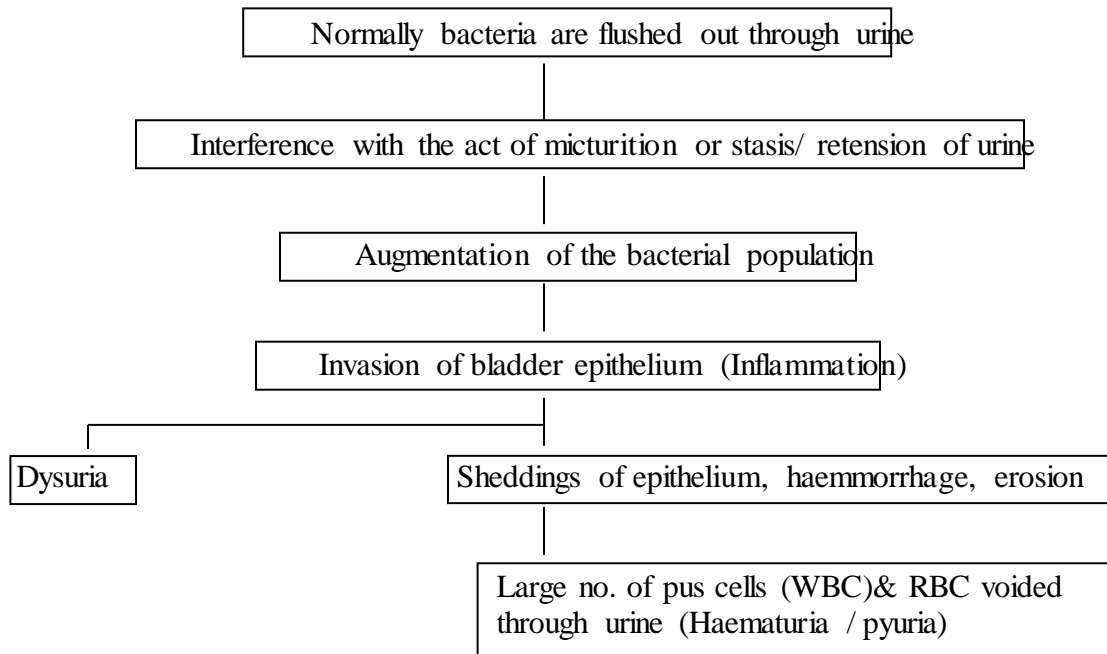 Normally bacteria are flushed out through urine
Interference with the act of micturition or stasis/ retension of urine
Augmentation of the bacterial population
Invasion of bladder epithelium (Inflammation)
Dysuria
Sheddings of epithelium, haemmorrhage, erosion
Large no. of pus cells (WBC)& RBC voided
through urine (Haematuria / pyuria)